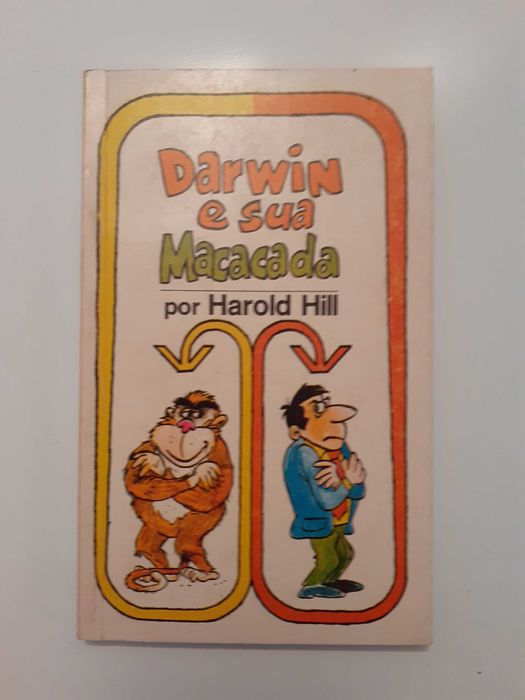 Darwin
e sua
Macacada
por Harold Hill